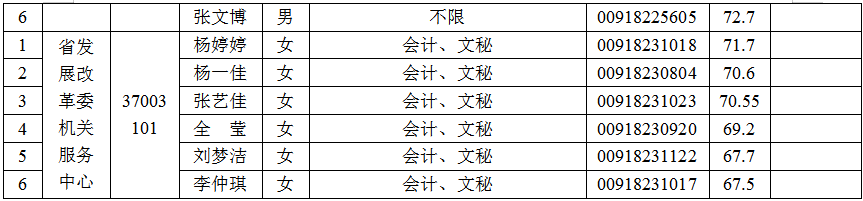 6 张文博 男 不限 00918225605 72.7
1 省发 杨婷婷 女 会计、文秘 00918231018 71.7
2 展改 杨一佳 女 会计、文秘 00918230804 70.6
3 革委 37003 张艺佳 女 会计、文秘 00918231023 70.55
4 机关 101 全 莹 女 会计、文秘 00918230920 69.2
5 服务 刘梦洁 女 会计、文秘 00918231122 67.7
6 中心 李仲琪 女 会计、文秘 00918231017 67.5